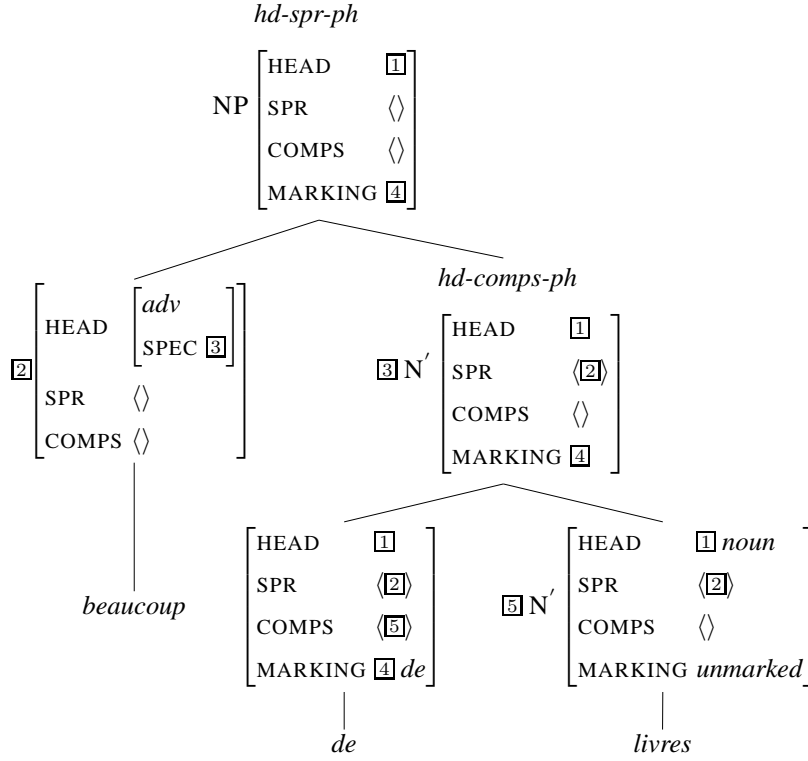 hd-spr-ph
NP [HEAD 1
SPR ⟨⟩
COMPS ⟨⟩
MARKING 4]
2 [HEAD [adv
SPEC 3]
SPR ⟨⟩
COMPS ⟨⟩]
beaucoup
hd-comps-ph
3 N′ [HEAD 1
SPR ⟨2⟩
COMPS ⟨⟩
MARKING 4]
[HEAD 1
SPR ⟨2⟩
COMPS ⟨5⟩
MARKING 4 de]
de
5 N′ [HEAD 1 noun
SPR ⟨2⟩
COMPS ⟨⟩
MARKING unmarked]
livres